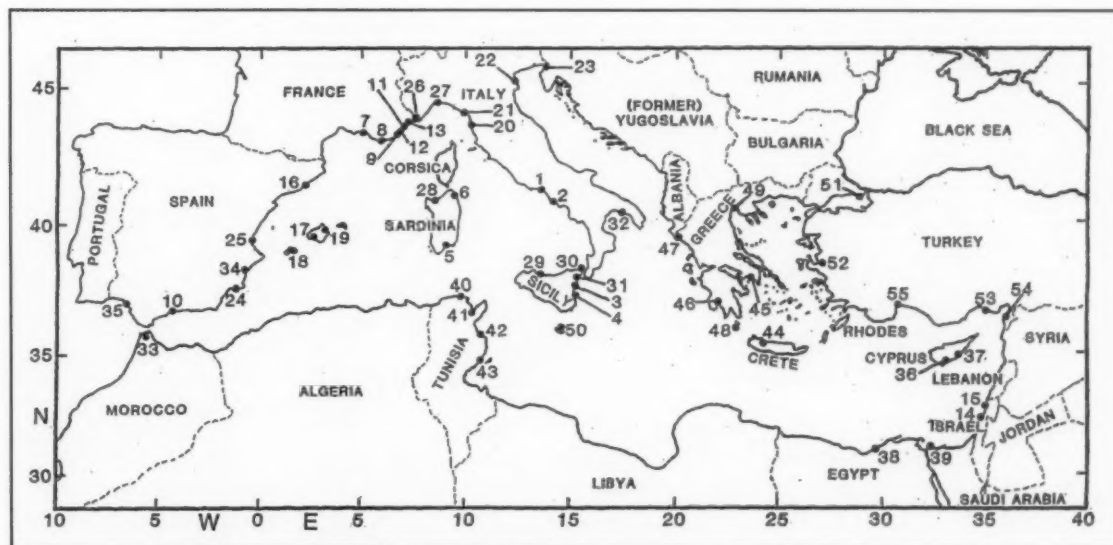 45
40
35
N
30
10
5
W
0
E
5
10
15
20
25
30
35
40
FRANCE
ITALY
(FORMER)
YUGOSLAVIA
RUMANIA
BULGARIA
BLACK SEA
CORSICA
ALBANIA
PORTUGAL
SPAIN
SARDINIA
GREECE
TURKEY
SICILY
RHODES
CRETE
CYPRUS
SYRIA
LEBANON
ISRAEL
JORDAN
MOROCCO
ALGERIA
TUNISIA
LIBYA
EGYPT
SAUDI ARABIA
22
23
11
26
27
21
20
7
8
9
13
12
16
28
6
1
2
49
51
17
19
18
25
32
5
47
52
34
24
29
30
31
3
4
46
45
48
35
10
33
40
41
42
43
50
44
55
53
54
37
36
15
14
38
39